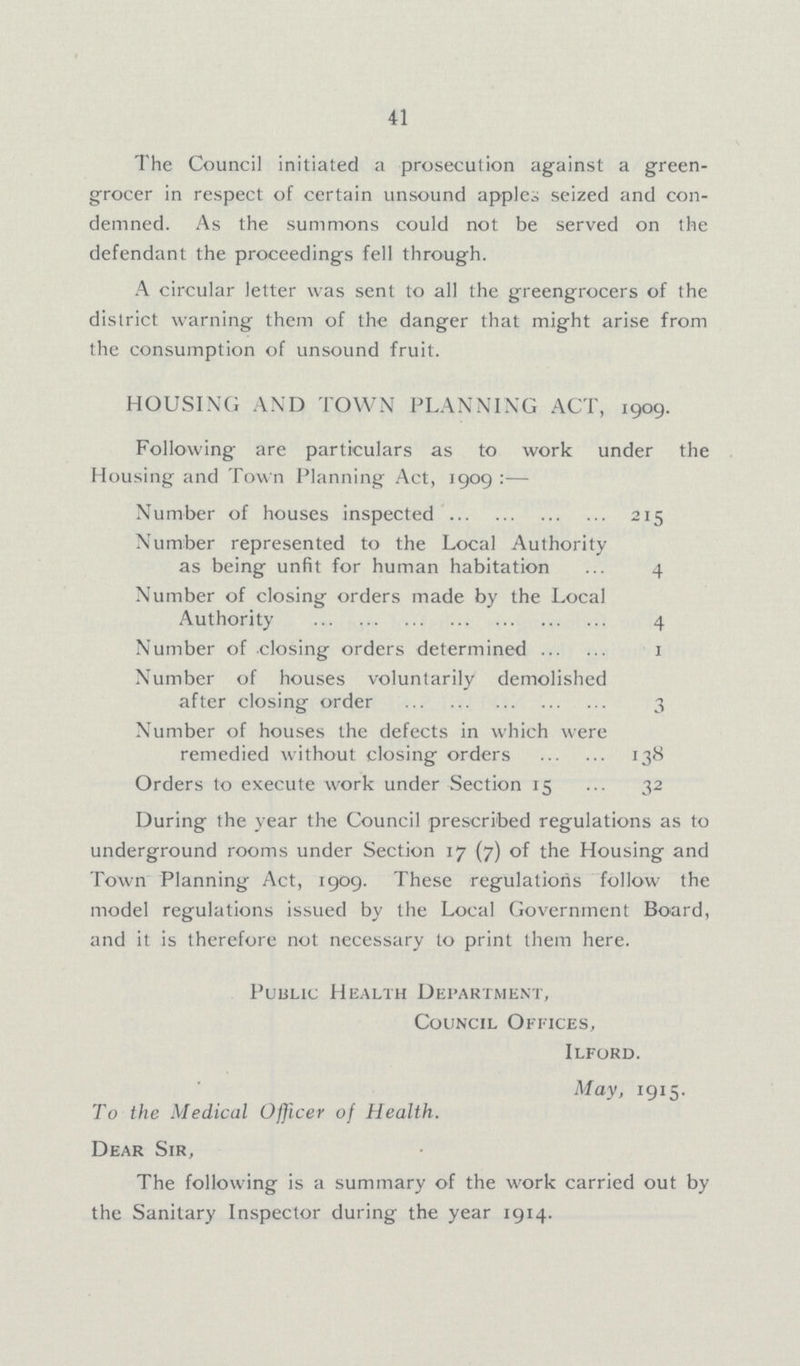 41
The Council initiated a prosecution against a green-
grocer in respect of certain unsound apples seized and con-
demned. As the summons could not be served on the
defendant the proceedings fell through.
A circular letter was sent to all the greengrocers of the
district warning them of the danger that might arise from
the consumption of unsound fruit.
HOUSING AND TOWN PLANNING ACT, 1909.
Following are particulars as to work under the
Housing and Town Planning Act, 1909 :—
Number of houses inspected ... ... ... ... 215
Number represented to the Local Authority
as being unfit for human habitation ... 4
Number of closing orders made by the Local
Authority ... ... ... ... ... ... ... 4
Number of closing orders determined ... ... 1
Number of houses voluntarily demolished
after closing order ... ... ... ... ... 3
Number of houses the defects in which were
remedied without closing orders ... ... 138
Orders to execute work under Section 15 ... 32
During the year the Council prescribed regulations as to
underground rooms under Section 17 (7) of the Housing and
Town Planning Act, 1909. These regulations follow the
model regulations issued by the Local Government Board,
and it is therefore not necessary to print them here.
Public Health Department,
Council Offices,
Ilford.
May, 1915.
To the Medical Officer of Health.
Dear Sir,
The following is a summary of the work carried out by
the Sanitary Inspector during the year 1914.